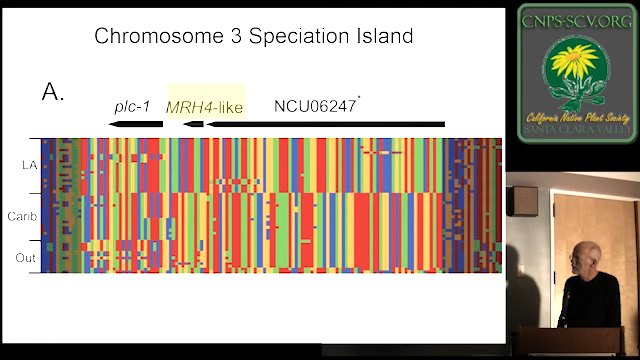 Chromosome 3 Speciation Island
A.
plc-1 MRH4-like NCU06247*
LA
Carib
Out
CNPS-SCV.ORG
California Native Plant Society
SANTA CLARA VALLEY